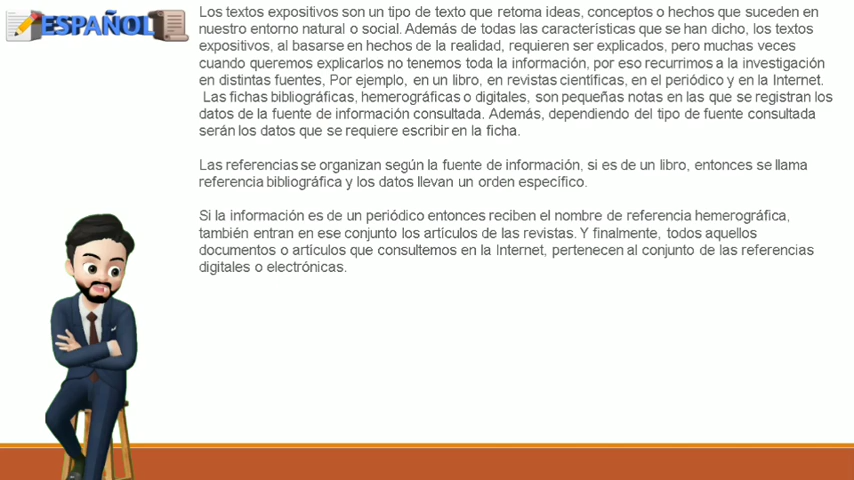 ESPAÑOL
Los textos expositivos son un tipo de texto que retoma ideas, conceptos o hechos que suceden en
nuestro entorno natural o social. Además de todas las características que se han dicho, los textos
expositivos, al basarse en hechos de la realidad, requieren ser explicados, pero muchas veces
cuando queremos explicarlos no tenemos toda la información, por eso recurrimos a la investigación
en distintas fuentes, Por ejemplo, en un libro, en revistas científicas, en el periódico y en la Internet.
Las fichas bibliográficas, hemerográficas o digitales, son pequeñas notas en las que se registran los
datos de la fuente de información consultada. Además, dependiendo del tipo de fuente consultada
serán los datos que se requiere escribir en la ficha.
Las referencias se organizan según la fuente de información, si es de un libro, entonces se llama
referencia bibliográfica y los datos llevan un orden específico.
Si la información es de un periódico entonces reciben el nombre de referencia hemerográfica,
también entran en ese conjunto los artículos de las revistas. Y finalmente, todos aquellos
documentos o artículos que consultemos en la Internet, pertenecen al conjunto de las referencias
digitales o electrónicas.